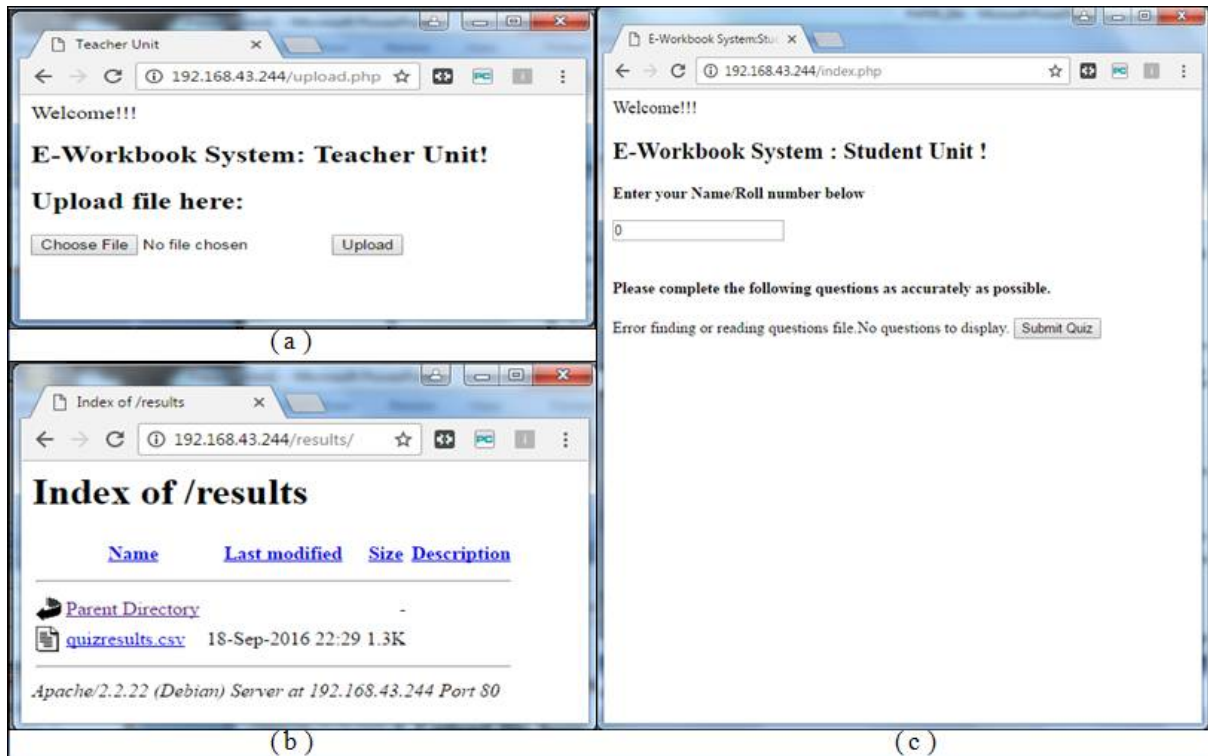 Teacher Unit
192.168.43.244/upload.php
Welcome!!!
E-Workbook System: Teacher Unit!
Upload file here:
Choose File No file chosen Upload
( a )
Index of /results
192.168.43.244/results/
Index of /results
Name Last modified Size Description
Parent Directory -
quizresults.csv 18-Sep-2016 22:29 1.3K
Apache/2.2.22 (Debian) Server at 192.168.43.244 Port 80
( b )
E-Workbook System:Stu
192.168.43.244/index.php
Welcome!!!
E-Workbook System : Student Unit !
Enter your Name/Roll number below
0
Please complete the following questions as accurately as possible.
Error finding or reading questions file.No questions to display. Submit Quiz
( c )